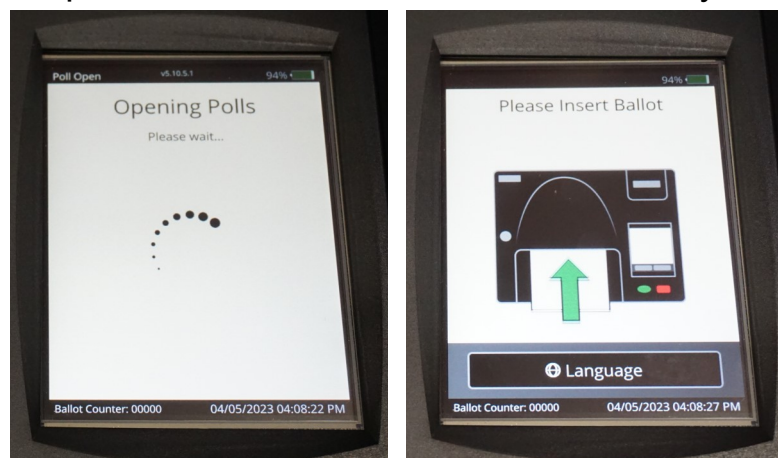 Poll Open v5.10.5.1 94%
Opening Polls
Please wait...
Ballot Counter: 00000 04/05/2023 04:08:22 PM
94%
Please Insert Ballot
Language
Ballot Counter: 00000 04/05/2023 04:08:27 PM